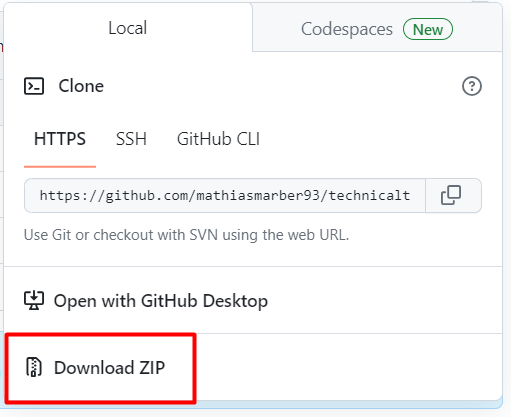 Local
Codespaces New
Clone
HTTPS SSH GitHub CLI
https://github.com/mathiasmarber93/technicalt
Use Git or checkout with SVN using the web URL.
Open with GitHub Desktop
Download ZIP